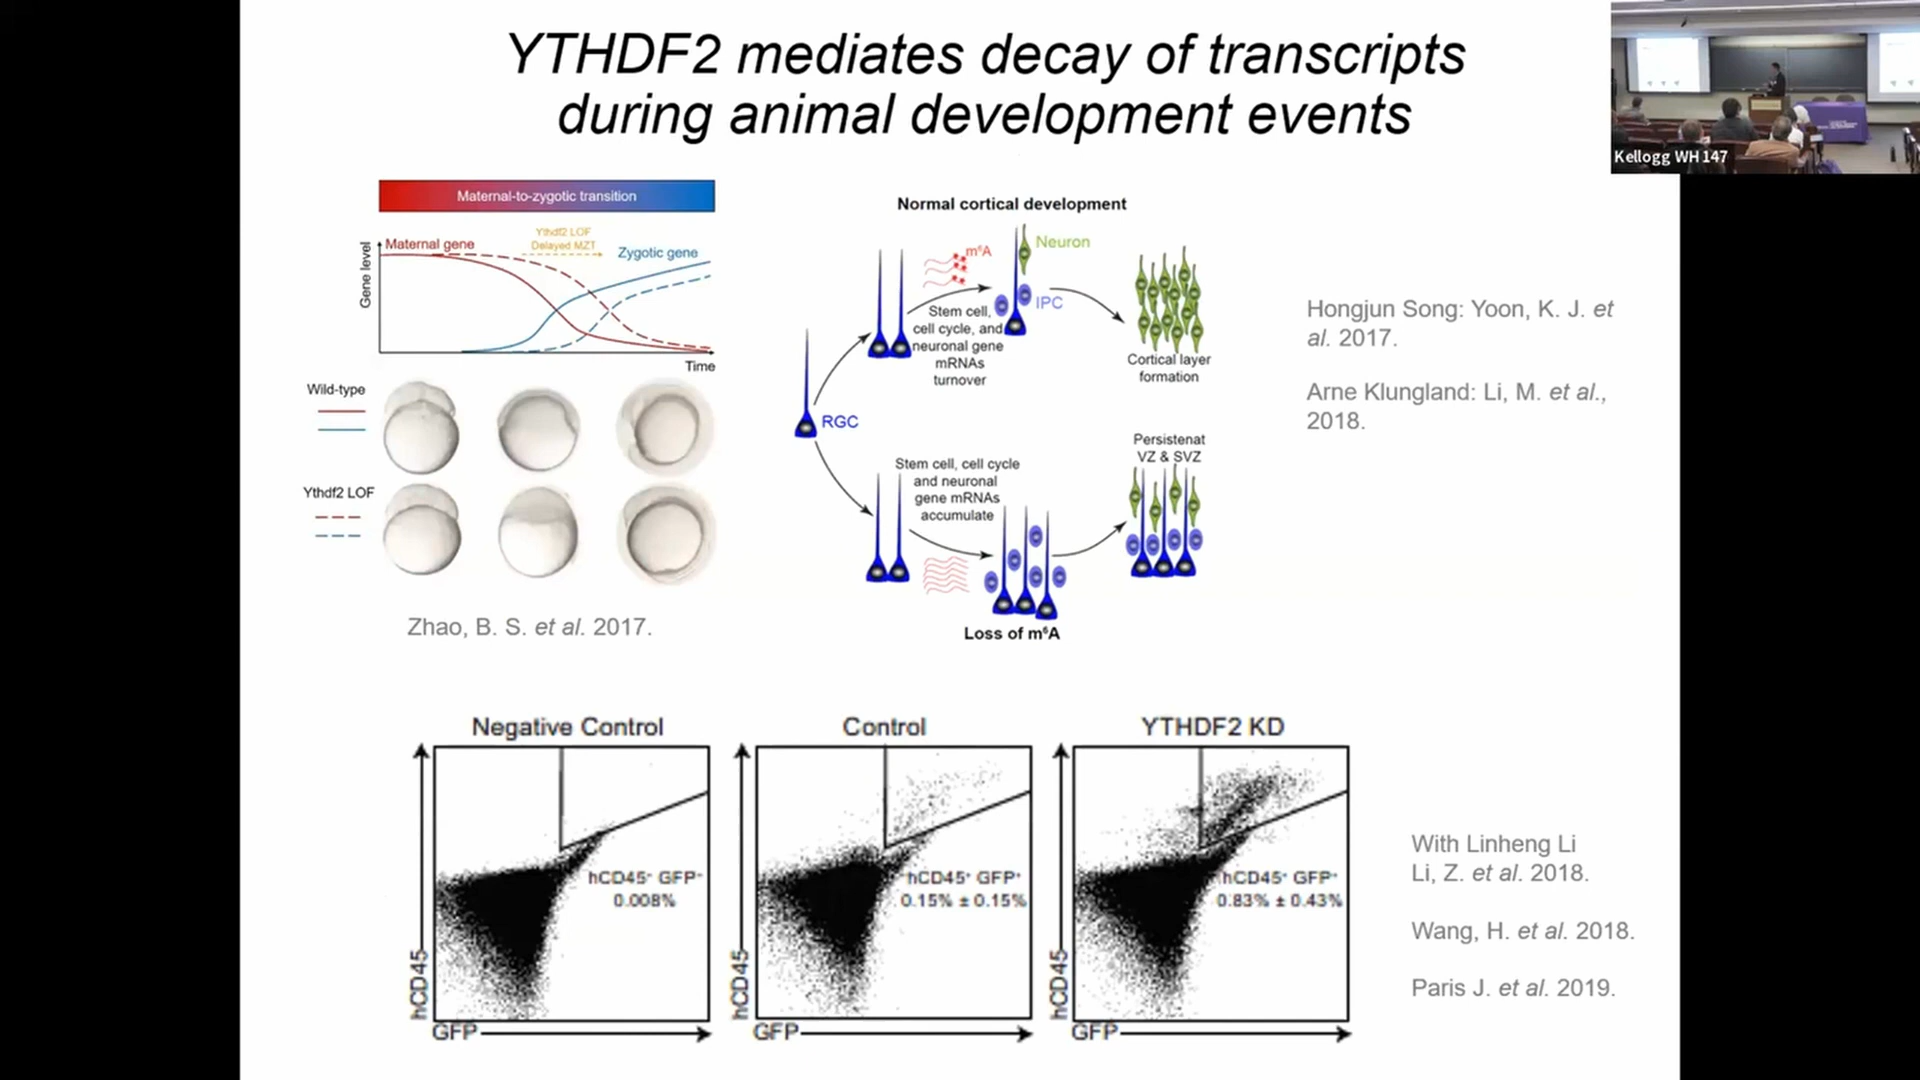 YTHDF2 mediates decay of transcripts
during animal development events
Kellogg WH 147
Maternal-to-zygotic transition
Ythdf2 LOF
Delayed MZT
Maternal gene
Zygotic gene
Gene level
Time
Wild-type
Ythdf2 LOF
Zhao, B. S. et al. 2017.
Normal cortical development
m⁶A
Neuron
IPC
Stem cell,
cell cycle, and
neuronal gene
mRNAs
turnover
Cortical layer
formation
RGC
Stem cell, cell cycle
and neuronal
gene mRNAs
accumulate
Persistenat
VZ & SVZ
Loss of m⁶A
Hongjun Song: Yoon, K. J. et
al. 2017.
Arne Klungland: Li, M. et al.,
2018.
Negative Control
hCD45⁺ GFP⁺
0.008%
hCD45
GFP
Control
hCD45⁺ GFP⁺
0.15% ± 0.15%
hCD45
GFP
YTHDF2 KD
hCD45⁺ GFP⁺
0.83% ± 0.43%
hCD45
GFP
With Linheng Li
Li, Z. et al. 2018.
Wang, H. et al. 2018.
Paris J. et al. 2019.